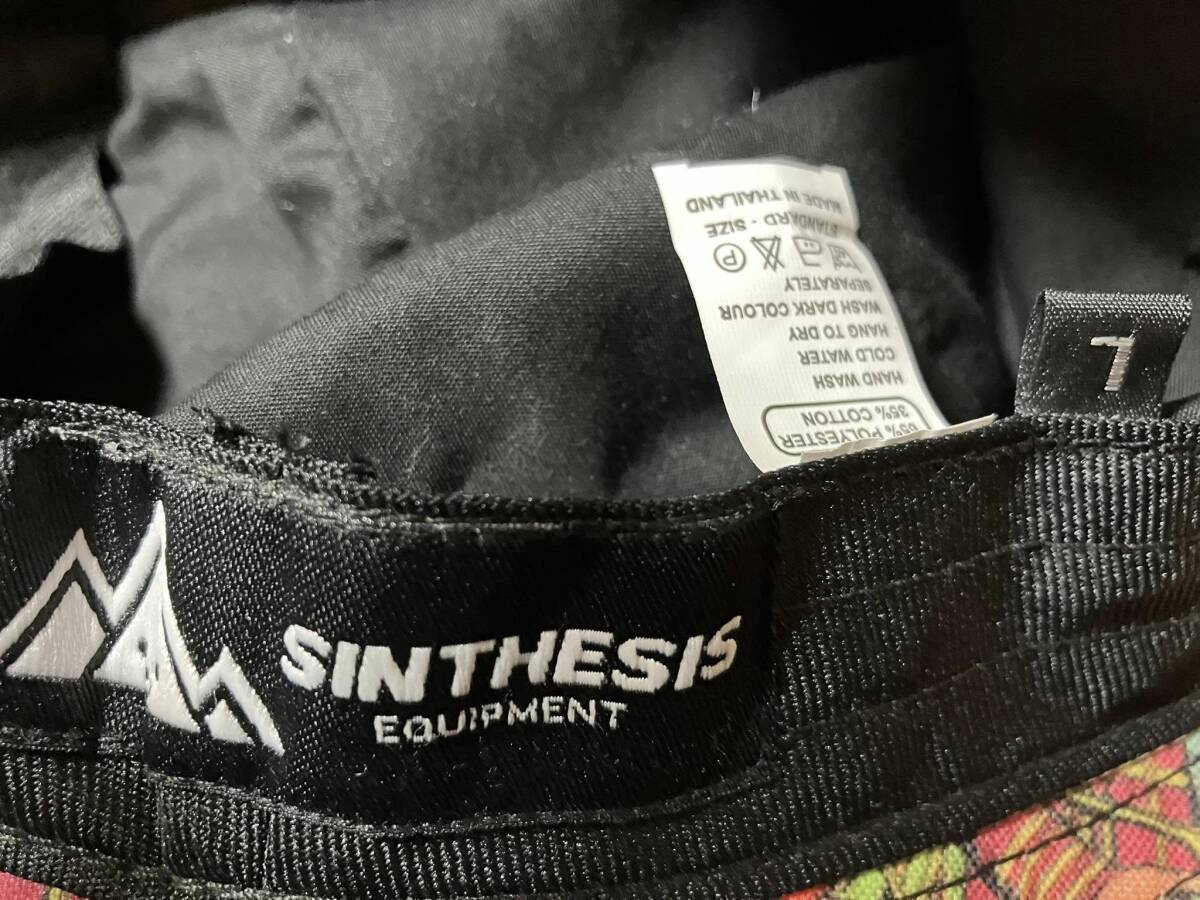 65% POLYESTER
35% COTTON
HAND WASH
COLD WATER
HANG TO DRY
WASH DARK COLOUR
SEPARATELY
P
STANDARD - SIZE
MADE IN THAILAND
L
SINTHESIS
EQUIPMENT